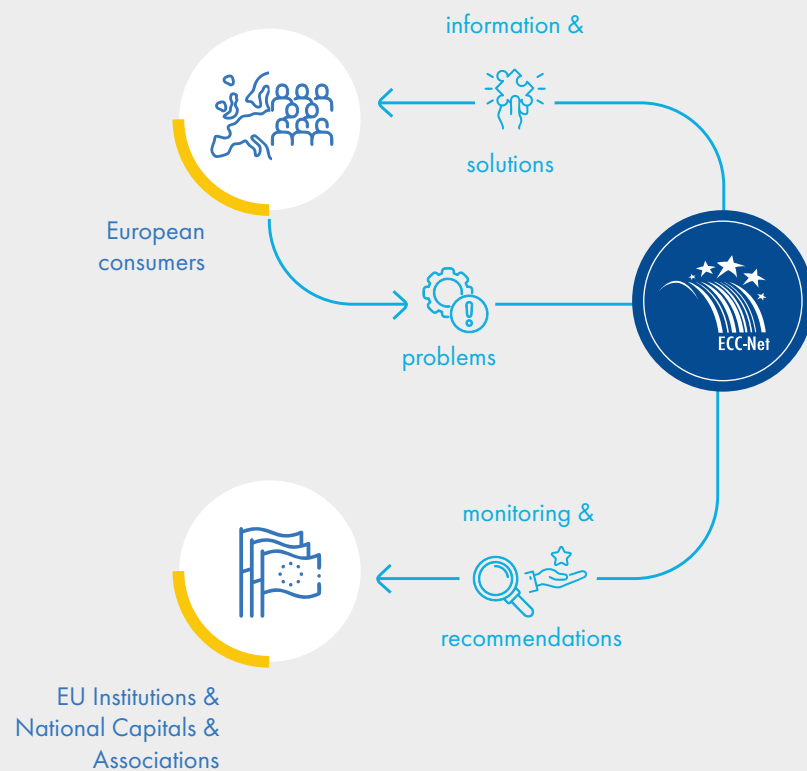 information &
solutions
European
consumers
ECC-Net
problems
monitoring &
recommendations
EU Institutions &
National Capitals &
Associations